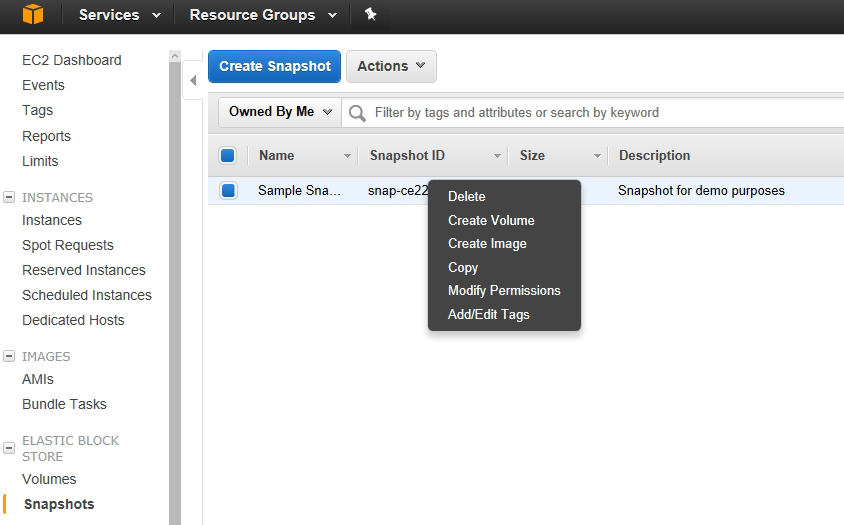 Services Resource Groups
EC2 Dashboard
Events
Tags
Reports
Limits
INSTANCES
Instances
Spot Requests
Reserved Instances
Scheduled Instances
Dedicated Hosts
IMAGES
AMIs
Bundle Tasks
ELASTIC BLOCK
STORE
Volumes
Snapshots
Create Snapshot Actions
Owned By Me Filter by tags and attributes or search by keyword
Name Snapshot ID Size Description
Sample Sna... snap-ce22 Snapshot for demo purposes
Delete
Create Volume
Create Image
Copy
Modify Permissions
Add/Edit Tags